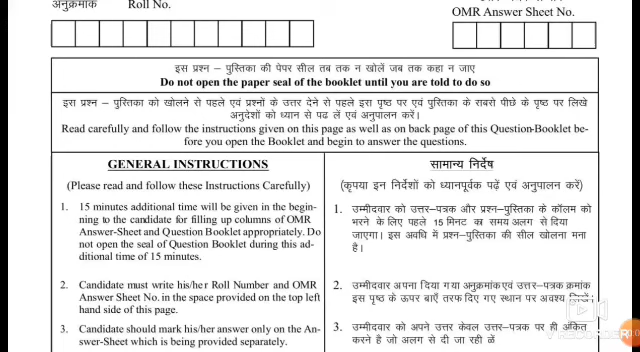 अनुक्रमांक Roll No.
OMR Answer Sheet No.
इस प्रश्न – पुस्तिका की पेपर सील तब तक न खोलें जब तक कहा न जाए
Do not open the paper seal of the booklet until you are told to do so
इरा प्रश्न – पुस्तिका को खोलने से पहले एवं प्रश्नों के उत्तर देने से पहले इरा पृष्ठ पर एवं पुस्तिका के राबरो पीछे के पृष्ठ पर लिखे
अनुदेशों को ध्यान से पढ लें एवं अनुपालन करें।
Read carefully and follow the instructions given on this page as well as on back page of this Question-Booklet be-
fore you open the Booklet and begin to answer the questions.
GENERAL INSTRUCTIONS
(Please read and follow these Instructions Carefully)
1. 15 minutes additional time will be given in the begin-
ning to the candidate for filling up columns of OMR
Answer-Sheet and Question Booklet appropriately. Do
not open the seal of Question Booklet during this ad-
ditional time of 15 minutes.
2. Candidate must write his/her Roll Number and OMR
Answer Sheet No. in the space provided on the top left
hand side of this page.
3. Candidate should mark his/her answer only on the An-
swer-Sheet which is being provided separately.
सामान्य निर्देष
(कृपया इन निर्देशों को ध्यानपूर्वक पढ़ें एवं अनुपालन करें)
1. उम्मीदवार को उत्तर–पत्रक और प्रश्न–पुस्तिका के कॉलम को
भरने के लिए पहले 15 मिनट का समय अलग से दिया
जाएगा। इस अवधि में प्रश्न–पुस्तिका की सील खोलना मना
है।
2. उम्मीदवार अपना दिया गया अनुक्रमांक एवं उत्तर–पत्रक क्रमांक
इस पृष्ठ के ऊपर बाएँ तरफ दिए गए स्थान पर अवश्य लिखें।
3. उम्मीदवार को अपने उत्तर केवल उत्तर–पत्रक पर ही अंकित
करने है जो अलग से दी जा रही हें